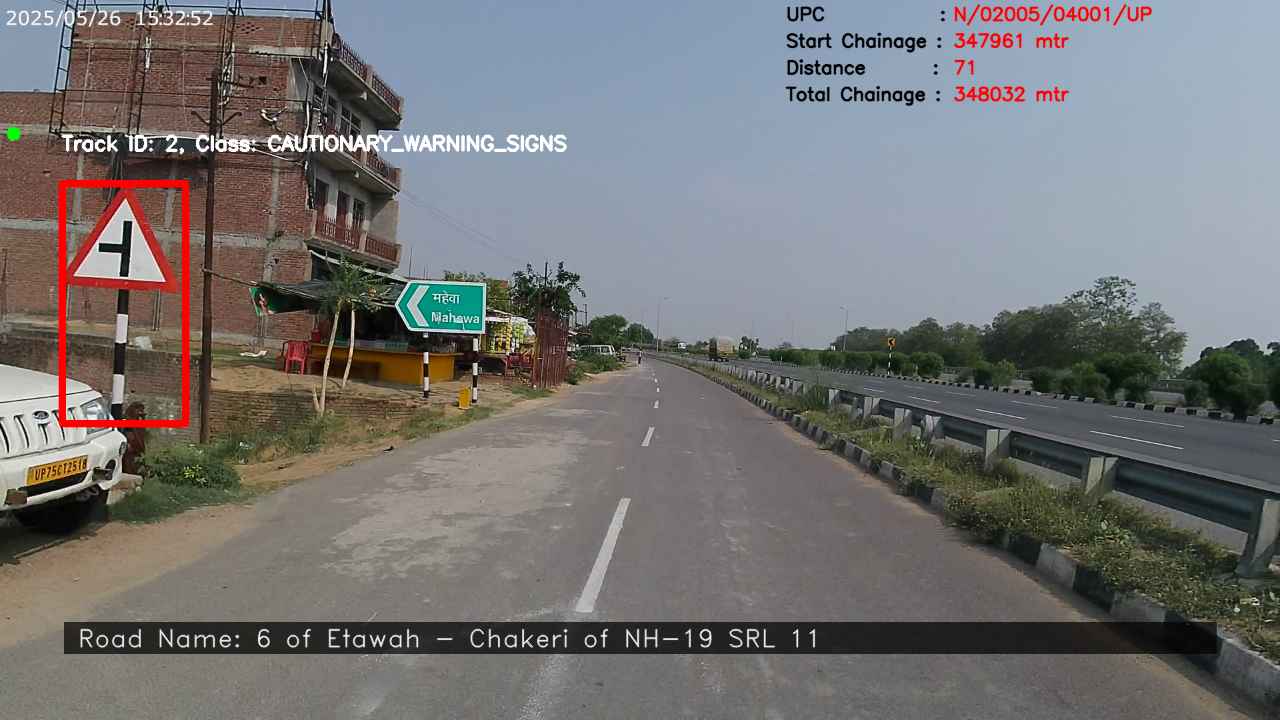 2025/05/26 15:32:52
UPC : N/02005/04001/UP
Start Chainage : 347961 mtr
Distance : 71
Total Chainage : 348032 mtr
Track ID: 2, Class: CAUTIONARY_WARNING_SIGNS
महेवा
Mahewa
UP75CT2518
Road Name: 6 of Etawah - Chakeri of NH-19 SRL 11